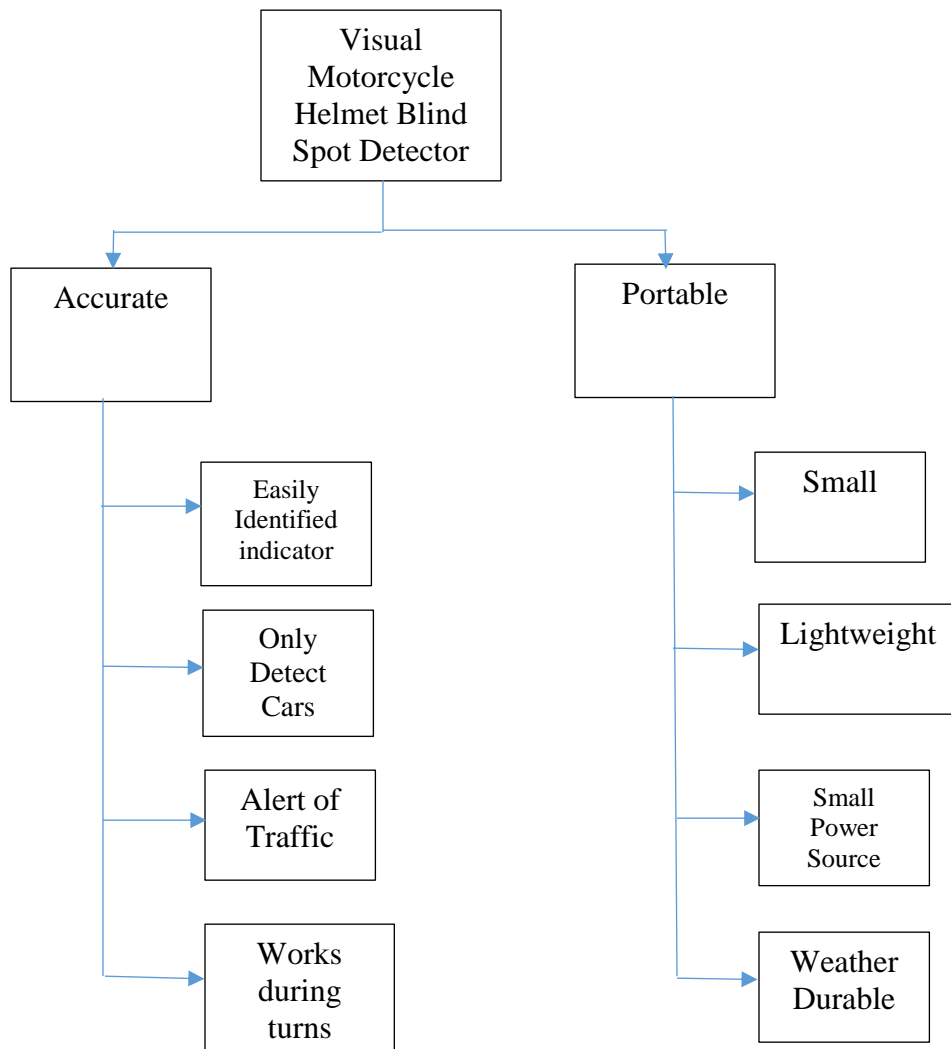 Visual
Motorcycle
Helmet Blind
Spot Detector
Accurate
Portable
Easily
Identified
indicator
Only
Detect
Cars
Alert of
Traffic
Works
during
turns
Small
Lightweight
Small
Power
Source
Weather
Durable